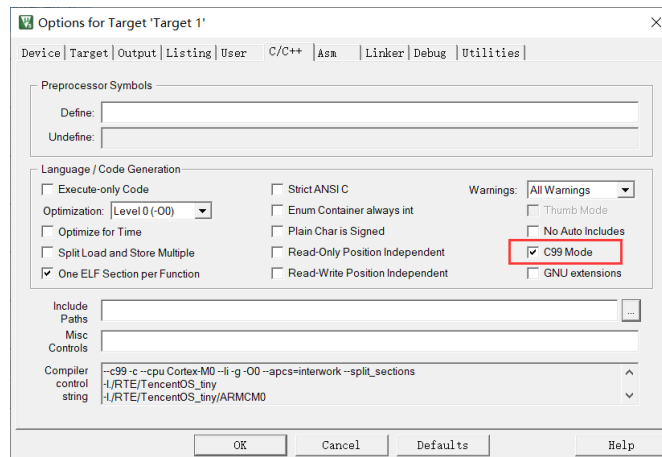 Options for Target 'Target 1'
Device Target Output Listing User C/C++ Asm Linker Debug Utilities
Preprocessor Symbols
Define:
Undefine:
Language / Code Generation
Execute-only Code
Strict ANSI C
Warnings: All Warnings
Optimization: Level 0 (-O0)
Enum Container always int
Thumb Mode
Optimize for Time
Plain Char is Signed
No Auto Includes
Split Load and Store Multiple
Read-Only Position Independent
C99 Mode
One ELF Section per Function
Read-Write Position Independent
GNU extensions
Include
Paths
...
Misc
Controls
Compiler
control
string
--c99 -c --cpu Cortex-M0 --li -g -O0 --apcs=interwork --split_sections
-I./RTE/TencentOS_tiny
-I./RTE/TencentOS_tiny/ARMCM0
OK Cancel Defaults Help